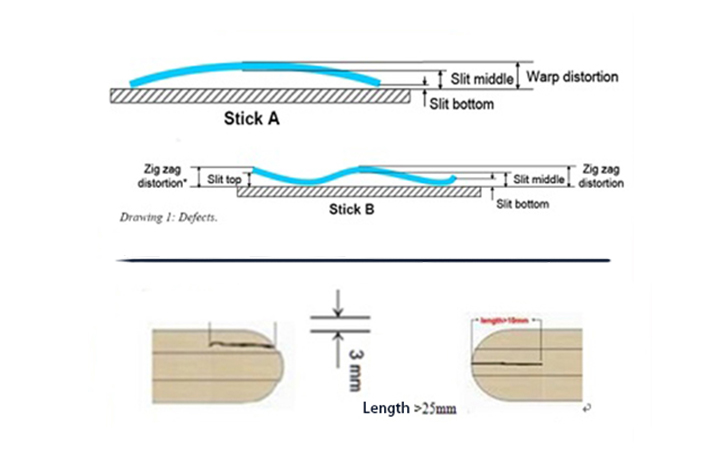 Slit middle
Warp distortion
Slit bottom
Stick A
Zig zag
distortion*
Slit top
Slit middle
Zig zag
distortion
Slit bottom
Stick B
Drawing 1: Defects.
length>10mm
3 mm
Length >25mm